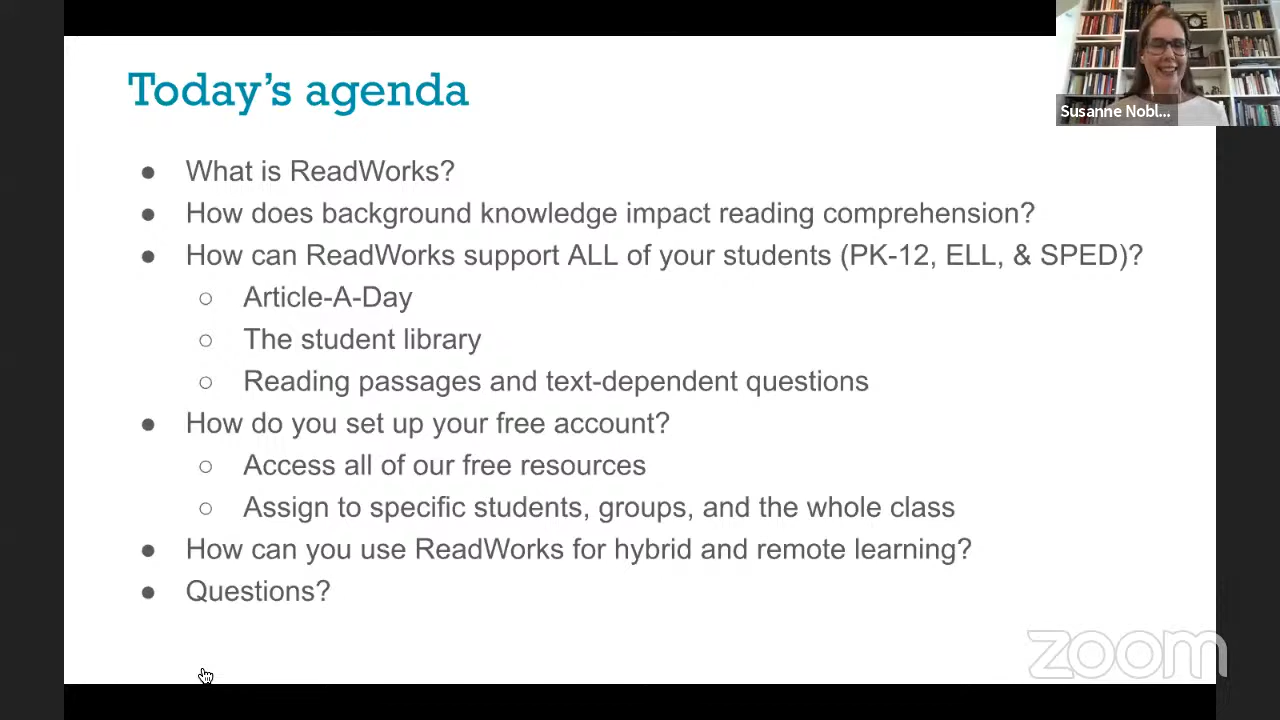 Today's agenda
Susanne Nobl...
● What is ReadWorks?
● How does background knowledge impact reading comprehension?
● How can ReadWorks support ALL of your students (PK-12, ELL, & SPED)?
○ Article-A-Day
○ The student library
○ Reading passages and text-dependent questions
● How do you set up your free account?
○ Access all of our free resources
○ Assign to specific students, groups, and the whole class
● How can you use ReadWorks for hybrid and remote learning?
● Questions?
zoom